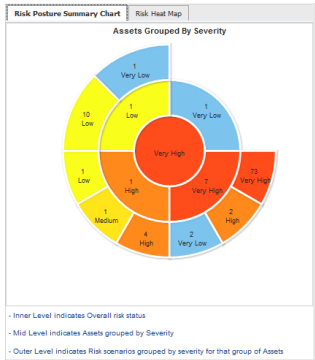 Risk Posture Summary Chart
Risk Heat Map
Assets Grouped By Severity
1
Very Low
10
Low
1
Low
1
Very Low
Very High
1
Low
1
High
7
Very High
73
Very High
1
Medium
4
High
2
Very Low
2
High
- Inner Level indicates Overall risk status
- Mid Level indicates Assets grouped by Severity
- Outer Level indicates Risk scenarios grouped by severity for that group of Assets